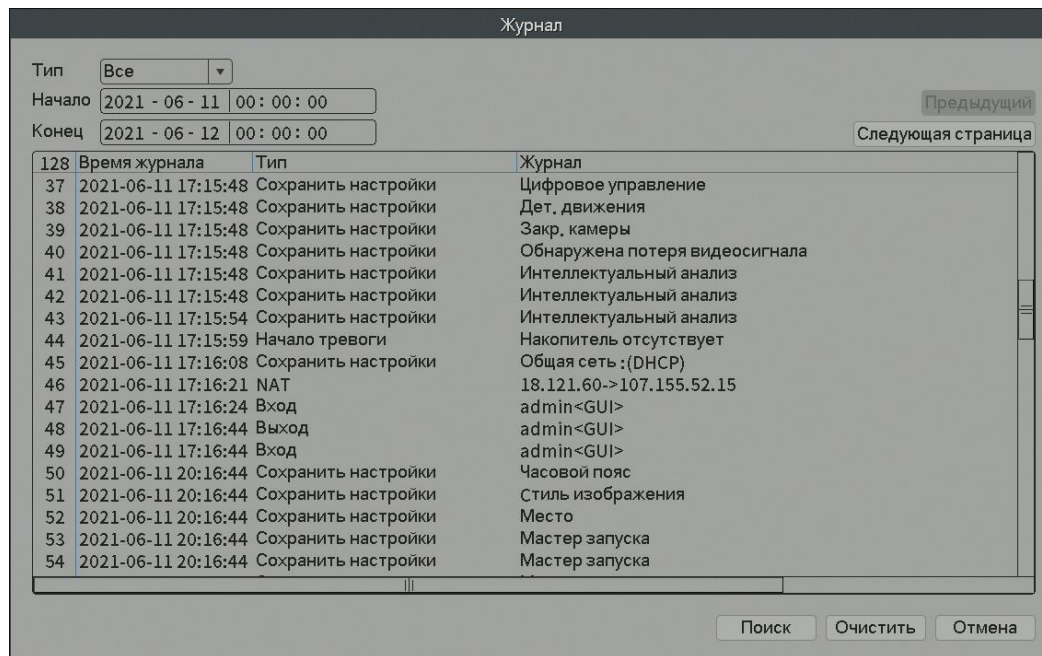 Журнал
Тип Все
Начало 2021 - 06 - 11 00 : 00 : 00
Предыдущий
Конец 2021 - 06 - 12 00 : 00 : 00
Следующая страница
128 Время журнала Тип Журнал
37 2021-06-11 17:15:48 Сохранить настройки Цифровое управление
38 2021-06-11 17:15:48 Сохранить настройки Дет. движения
39 2021-06-11 17:15:48 Сохранить настройки Закр. камеры
40 2021-06-11 17:15:48 Сохранить настройки Обнаружена потеря видеосигнала
41 2021-06-11 17:15:48 Сохранить настройки Интеллектуальный анализ
42 2021-06-11 17:15:48 Сохранить настройки Интеллектуальный анализ
43 2021-06-11 17:15:54 Сохранить настройки Интеллектуальный анализ
44 2021-06-11 17:15:59 Начало тревоги Накопитель отсутствует
45 2021-06-11 17:16:08 Сохранить настройки Общая сеть :(DHCP)
46 2021-06-11 17:16:21 NAT 18.121.60->107.155.52.15
47 2021-06-11 17:16:24 Вход admin<GUI>
48 2021-06-11 17:16:44 Выход admin<GUI>
49 2021-06-11 17:16:44 Вход admin<GUI>
50 2021-06-11 20:16:44 Сохранить настройки Часовой пояс
51 2021-06-11 20:16:44 Сохранить настройки Стиль изображения
52 2021-06-11 20:16:44 Сохранить настройки Место
53 2021-06-11 20:16:44 Сохранить настройки Мастер запуска
54 2021-06-11 20:16:44 Сохранить настройки Мастер запуска
Поиск Очистить Отмена